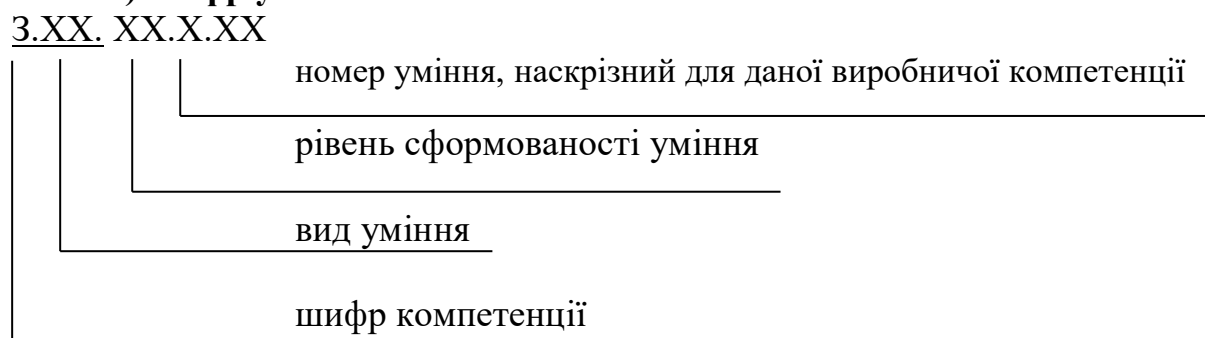 З.ХХ. ХХ.Х.ХХ
номер уміння, наскрізний для даної виробничої компетенції
рівень сформованості уміння
вид уміння
шифр компетенції